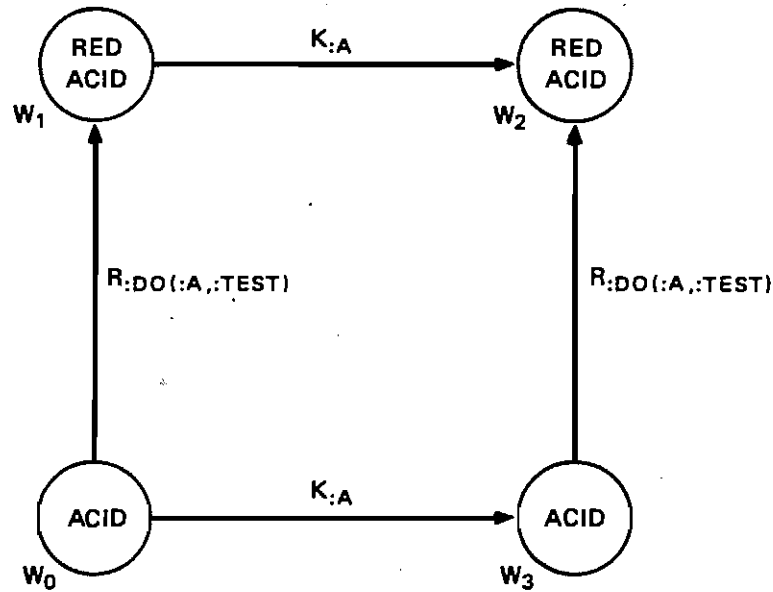 RED
ACID
W1
K:A
RED
ACID
W2
R:DO(:A,:TEST)
R:DO(:A,:TEST)
ACID
W0
K:A
ACID
W3